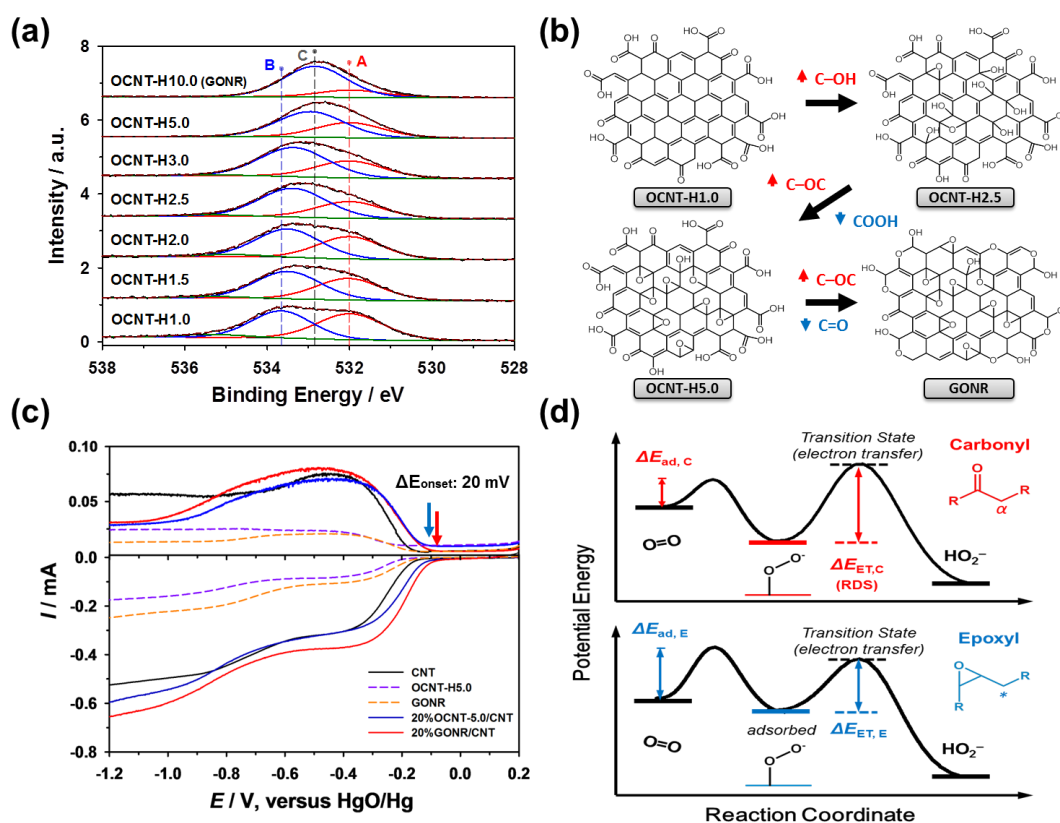 (a)
8
6
4
2
0
Intensity / a.u.
B
C
A
OCNT-H10.0 (GONR)
OCNT-H5.0
OCNT-H3.0
OCNT-H2.5
OCNT-H2.0
OCNT-H1.5
OCNT-H1.0
538 536 534 532 530 528
Binding Energy / eV
(b)
C–OH
OCNT-H1.0
OCNT-H2.5
C–OC
COOH
C–OC
C=O
OCNT-H5.0
GONR
(c)
0.10
0.05
0.00
0.0
-0.2
-0.4
-0.6
-0.8
I / mA
ΔEonset: 20 mV
CNT
OCNT-H5.0
GONR
20%OCNT-5.0/CNT
20%GONR/CNT
-1.2 -1.0 -0.8 -0.6 -0.4 -0.2 0.0 0.2
E / V, versus HgO/Hg
(d)
Potential Energy
ΔEad, C
O=O
Transition State
(electron transfer)
Carbonyl
O
R
R
α
ΔEET,C
(RDS)
O
O-
HO2−
ΔEad, E
O=O
Transition State
(electron transfer)
Epoxyl
O
R
R
*
ΔEET, E
adsorbed
O
O-
HO2−
Reaction Coordinate